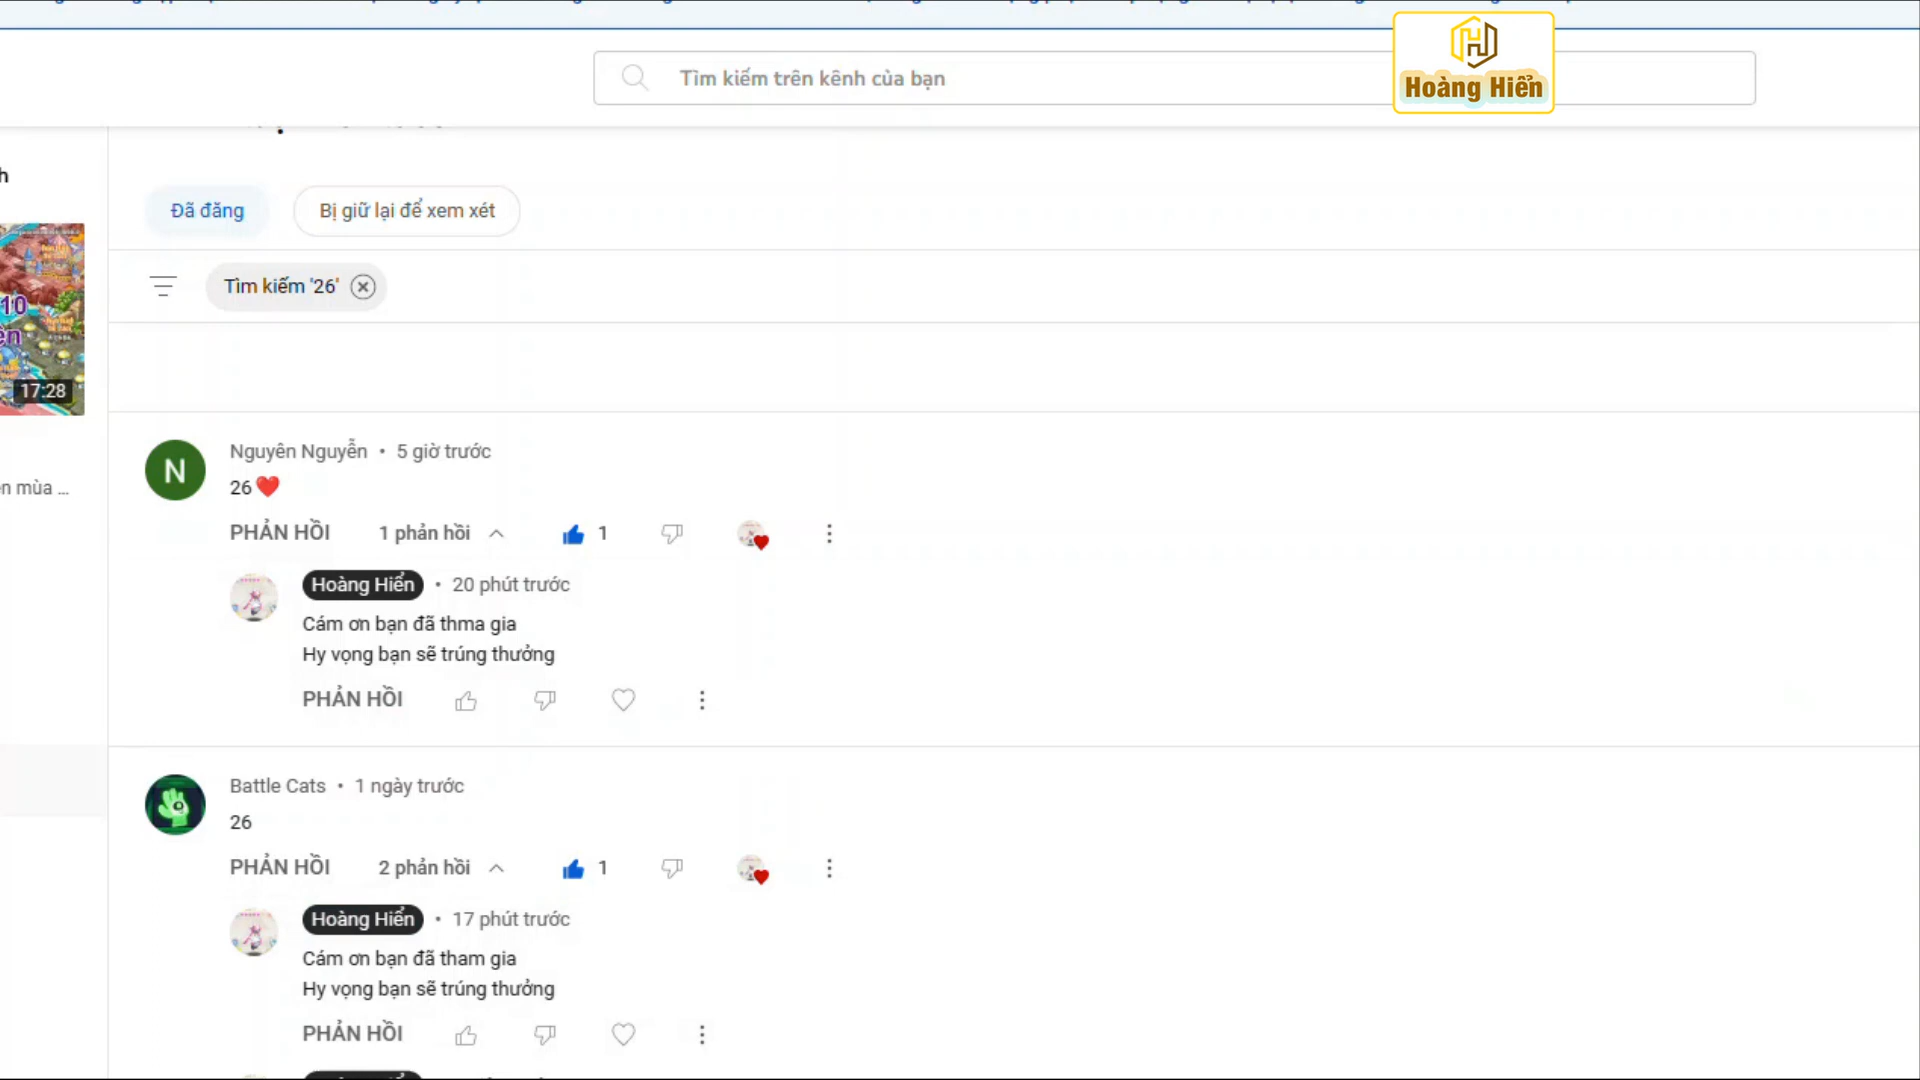 Tìm kiếm trên kênh của bạn
Hoàng Hiển
h
Đã đăng
Bị giữ lại để xem xét
Tìm kiếm '26'
10
17:28
Nguyên Nguyễn • 5 giờ trước
26❤️
PHẢN HỒI 1 phản hồi 1
n mùa ...
Hoàng Hiển • 20 phút trước
Cám ơn bạn đã thma gia
Hy vọng bạn sẽ trúng thưởng
PHẢN HỒI
Battle Cats • 1 ngày trước
26
PHẢN HỒI 2 phản hồi 1
Hoàng Hiển • 17 phút trước
Cám ơn bạn đã tham gia
Hy vọng bạn sẽ trúng thưởng
PHẢN HỒI